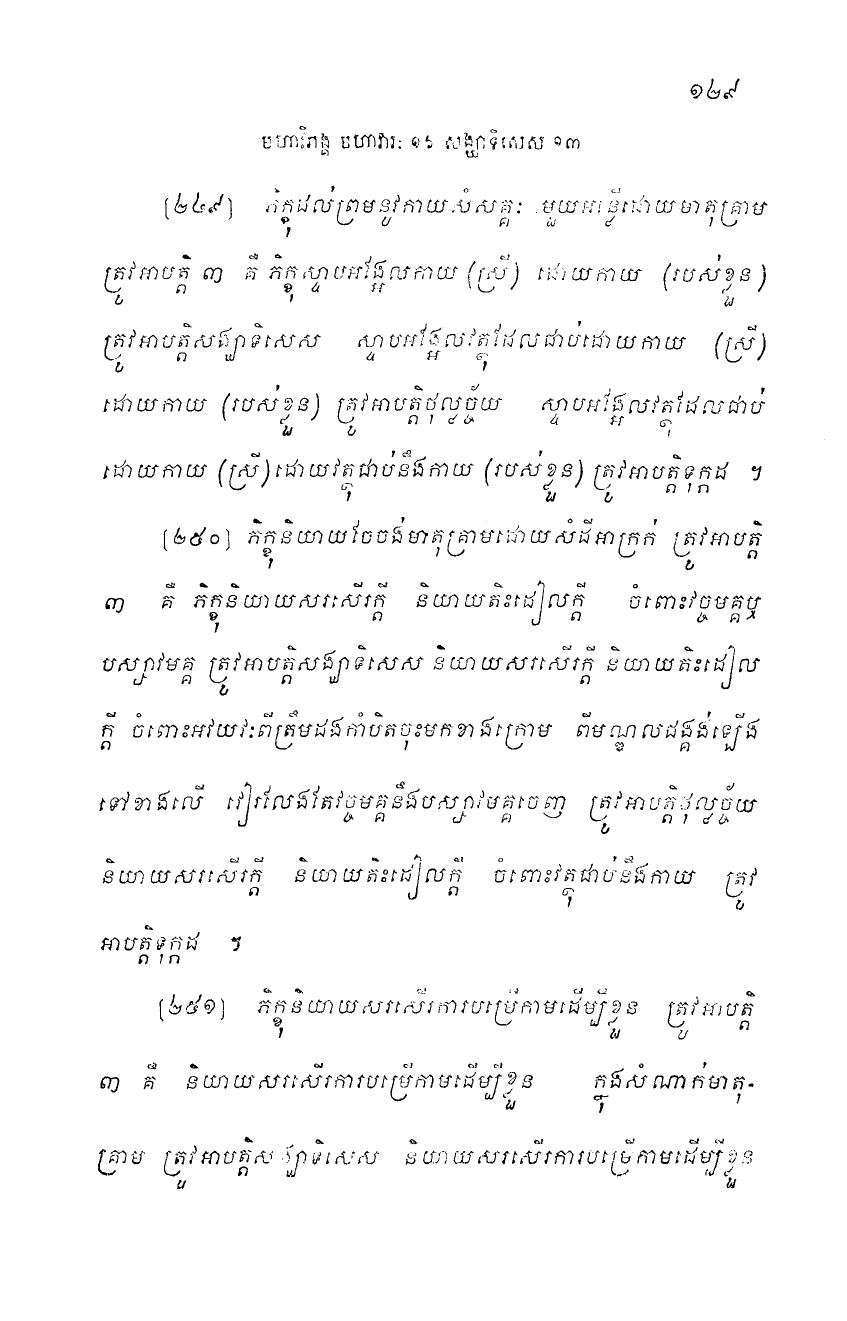 ១២៩
មហាវិភង្គ មហាវារៈ ១៦ សង្ឃាទិសេស ១៣
[២៤៩] ភិក្ខុដល់ព្រមនូវកាយសំសគ្គៈ មួយអន្លើដោយមាតុគ្រាម
ត្រូវអាបត្តិ ៣ គឺ ភិក្ខុស្ទាបអង្អែលកាយ (ស្រី) ដោយកាយ (របស់ខ្លួន)
ត្រូវអាបត្តិសង្ឃាទិសេស ស្ទាបអង្អែលវត្ថុដែលជាប់ដោយកាយ (ស្រី)
ដោយកាយ (របស់ខ្លួន) ត្រូវអាបត្តិថុល្លច្ច័យ ស្ទាបអង្អែលវត្ថុដែលជាប់
ដោយកាយ (ស្រី) ដោយវត្ថុជាប់នឹងកាយ (របស់ខ្លួន) ត្រូវអាបត្តិទុក្កដ ។
[២៥០] ភិក្ខុនិយាយចែចង់មាតុគ្រាមដោយសំដីអាក្រក់ ត្រូវអាបត្តិ
៣ គឺ ភិក្ខុនិយាយសរសើរក្តី និយាយតិះដៀលក្តី ចំពោះវច្ចមគ្គឬ
បស្សាវមគ្គ ត្រូវអាបត្តិសង្ឃាទិសេស និយាយសរសើរក្តី និយាយតិះដៀល
ក្តី ចំពោះអវយវៈពីត្រឹមដងកាំបិតចុះមកខាងក្រោម ពីមណ្ឌលដង្គង់ឡើង
ទៅខាងលើ វៀរលែងតែវច្ចមគ្គនឹងបស្សាវមគ្គចេញ ត្រូវអាបត្តិថុល្លច្ច័យ
និយាយសរសើរក្តី និយាយតិះដៀលក្តី ចំពោះវត្ថុជាប់នឹងកាយ ត្រូវ
អាបត្តិទុក្កដ ។
[២៥១] ភិក្ខុនិយាយសរសើរការបម្រើកាមដើម្បីខ្លួន ត្រូវអាបត្តិ
៣ គឺ និយាយសរសើរការបម្រើកាមដើម្បីខ្លួន ក្នុងសំណាក់មាតុ-
គ្រាម ត្រូវអាបត្តិសង្ឃាទិសេស និយាយសរសើរការបម្រើកាមដើម្បីខ្លួន